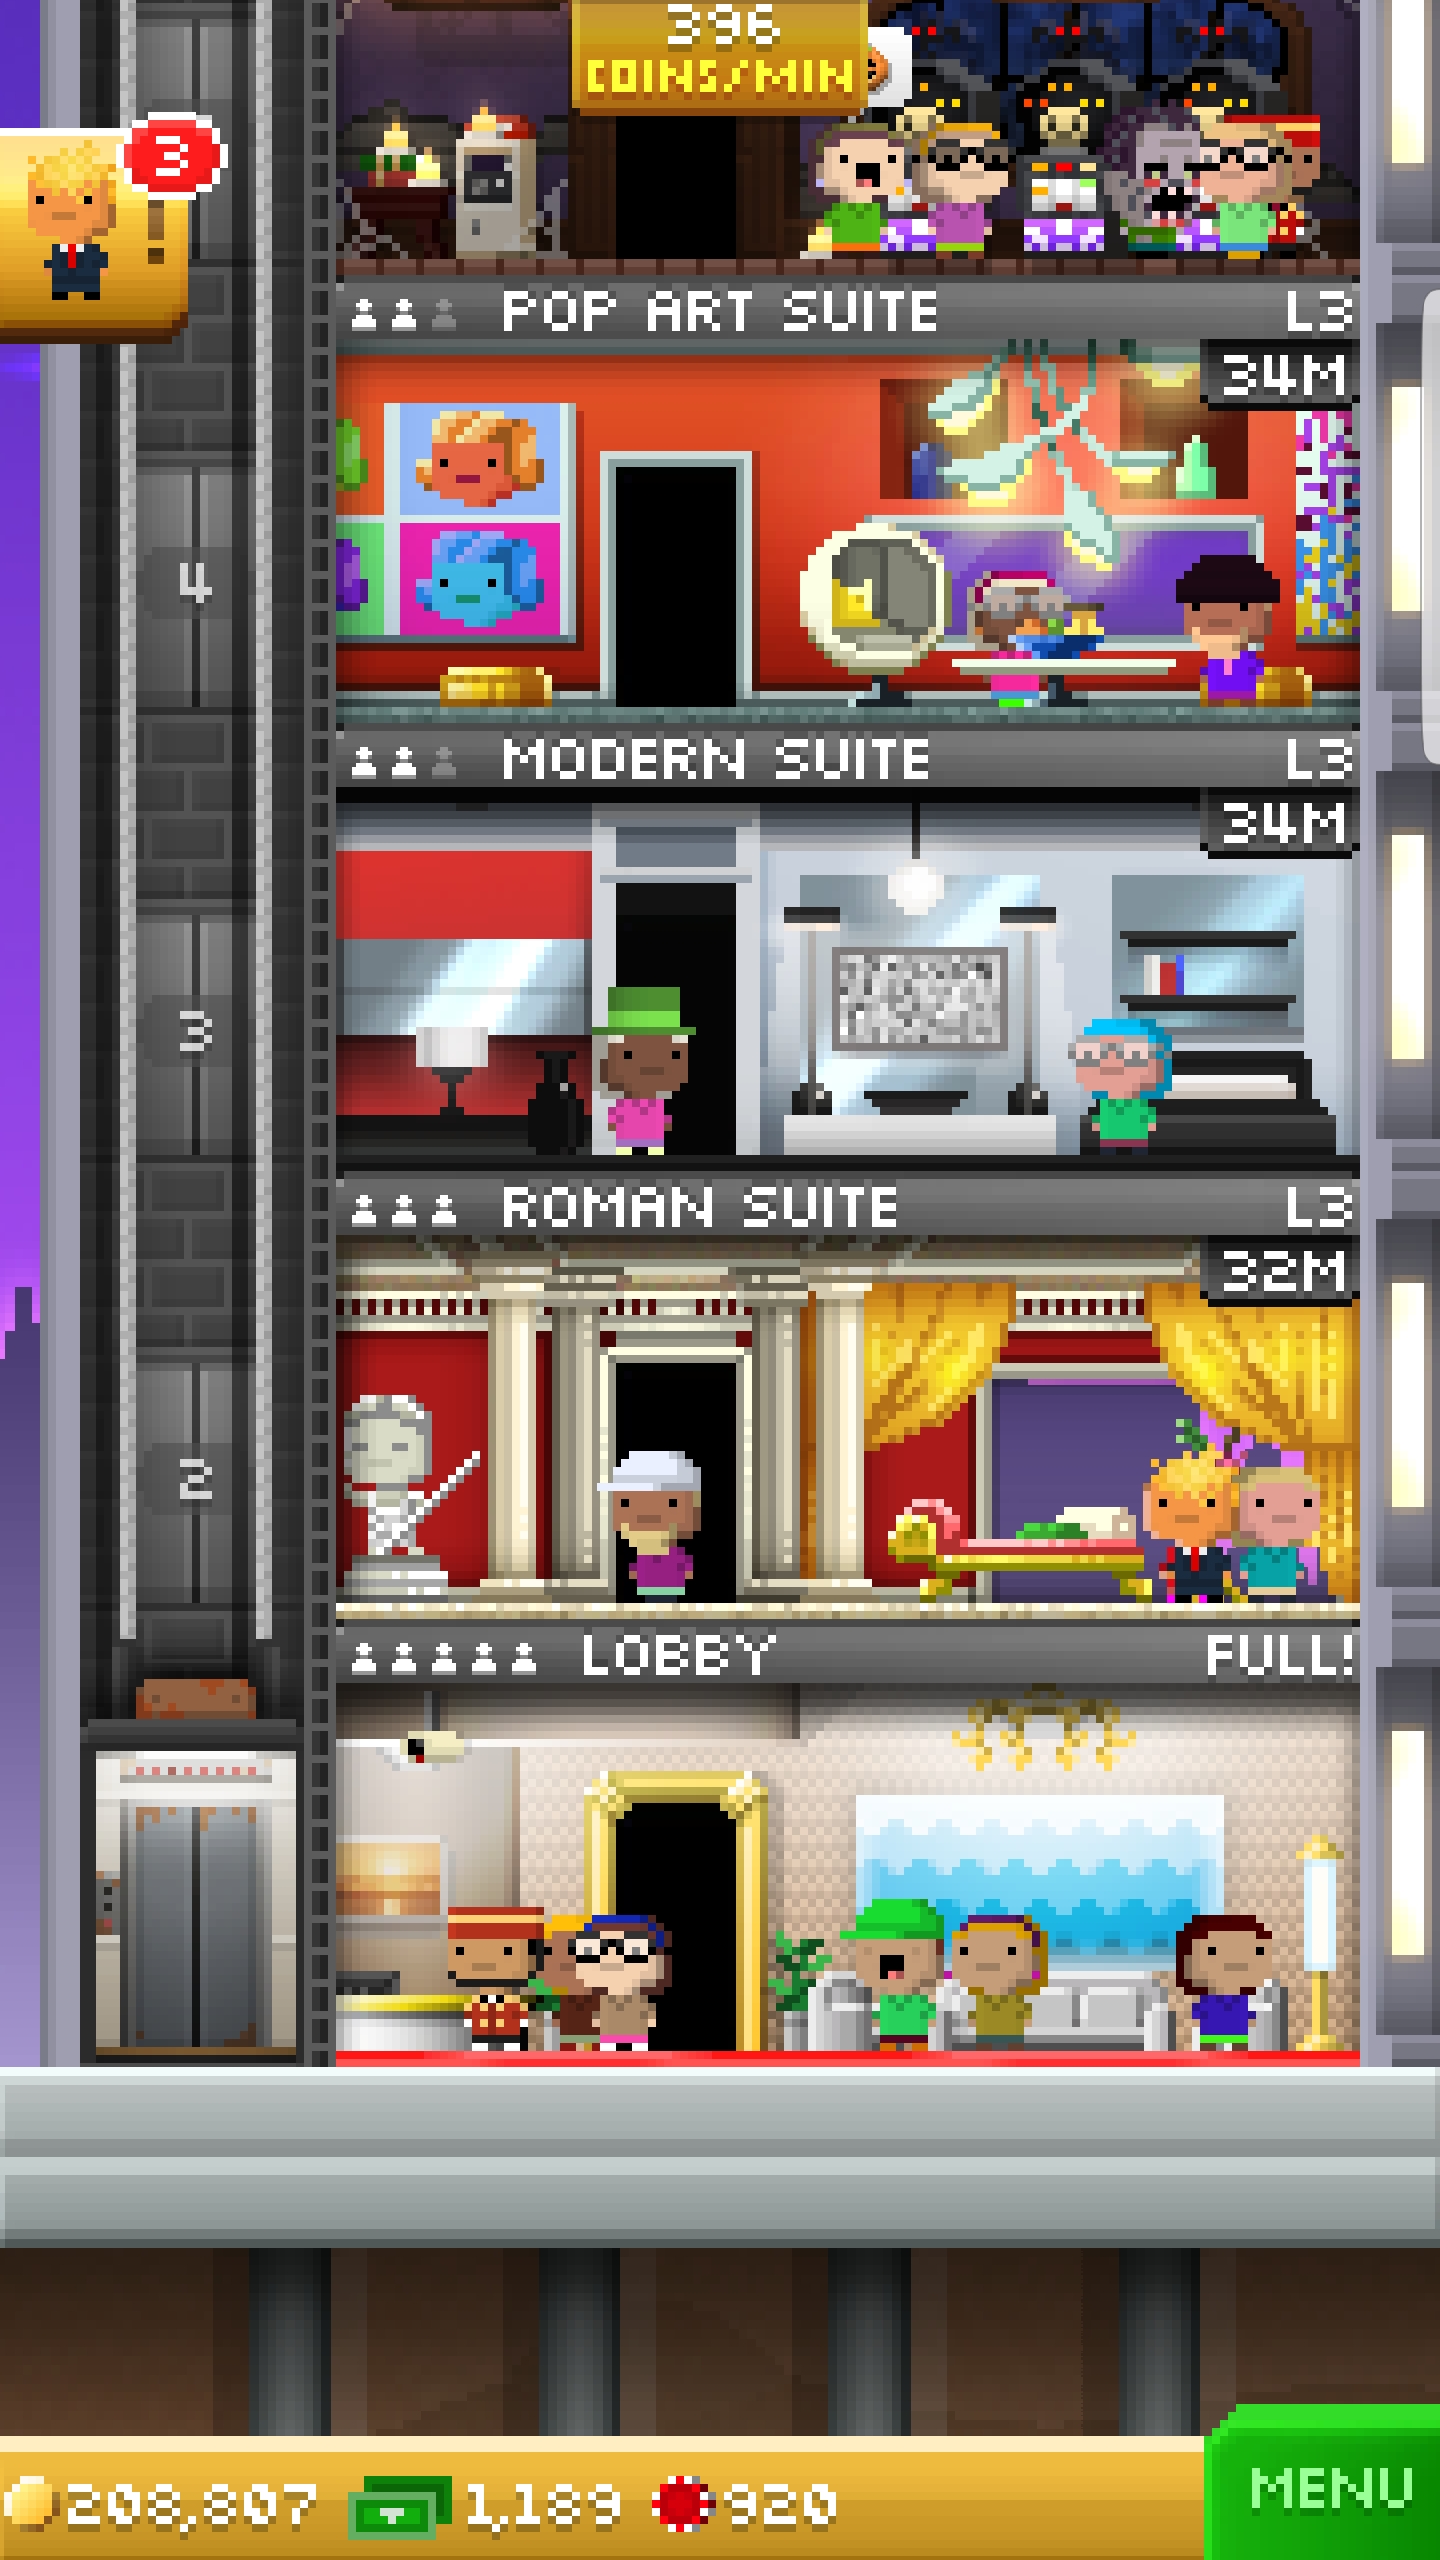 396
COINS/MIN
3
POP ART SUITE L3
34M
4
MODERN SUITE L3
34M
3
ROMAN SUITE L3
32M
2
LOBBY FULL!
208,807 1,189 920
MENU